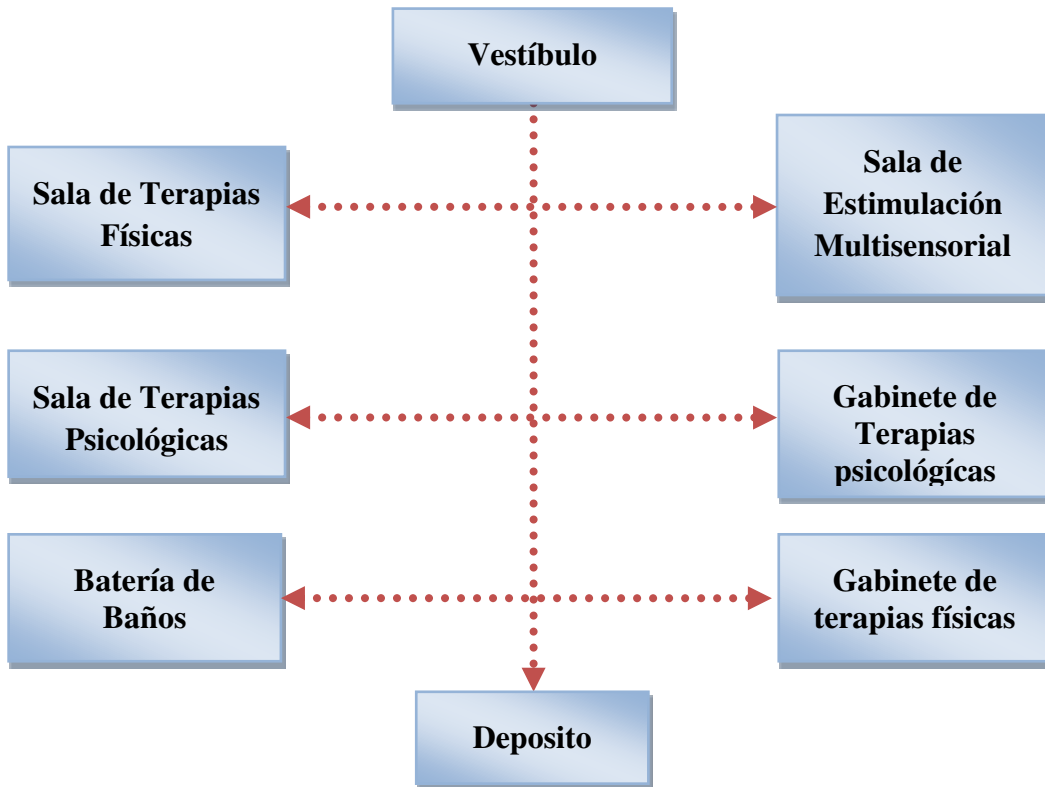 Vestíbulo
Sala de Terapias
Físicas
Sala de
Estimulación
Multisensorial
Sala de Terapias
Psicológicas
Gabinete de
Terapias
psicológícas
Batería de
Baños
Gabinete de
terapias físicas
Deposito